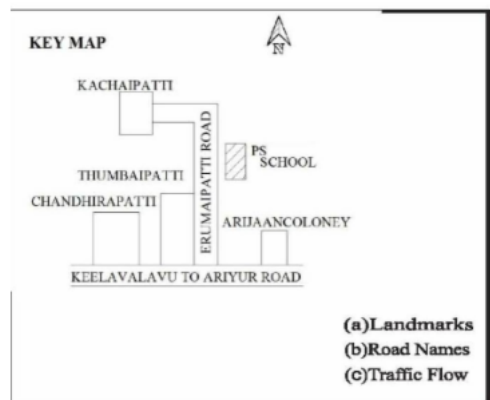 KEY MAP
N
KACHAIPATTI
ERUMAIPATTI ROAD
PS
SCHOOL
THUMBAIPATTI
CHANDHIRAPATTI
ARIJAANCOLONEY
KEELAVALAVU TO ARIYUR ROAD
(a)Landmarks
(b)Road Names
(c)Traffic Flow